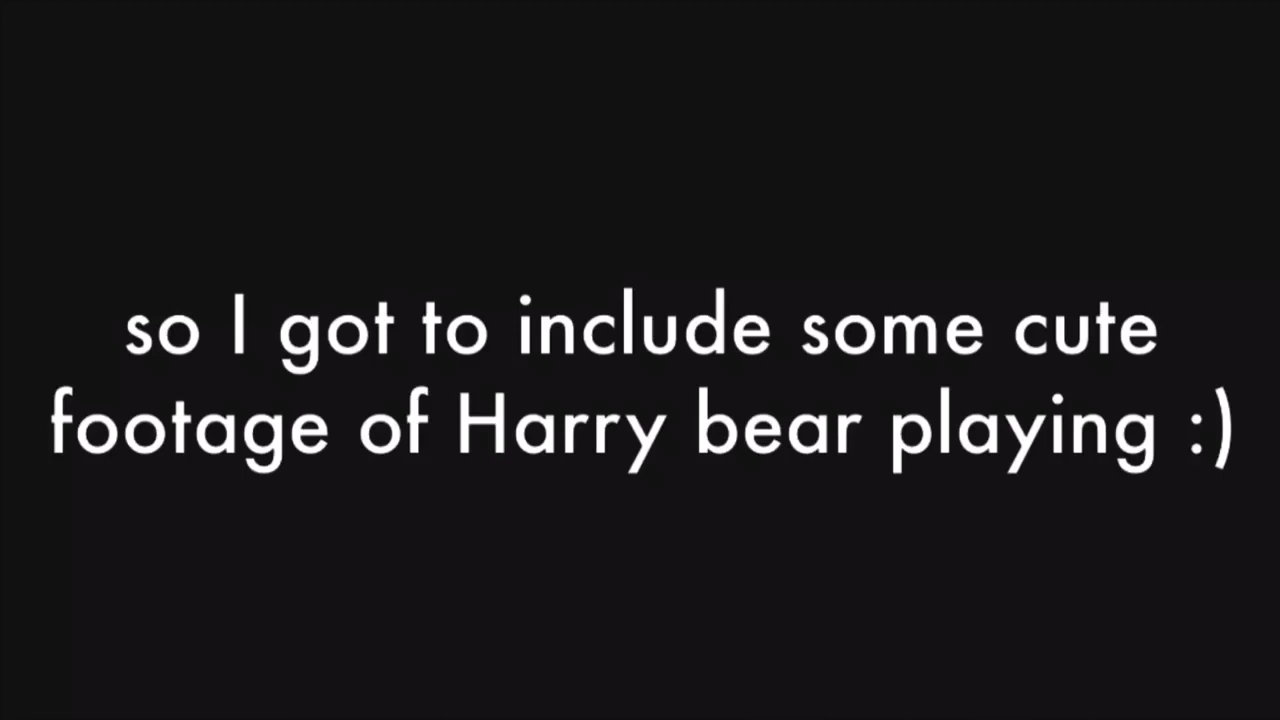 so I got to include some cute
footage of Harry bear playing :)